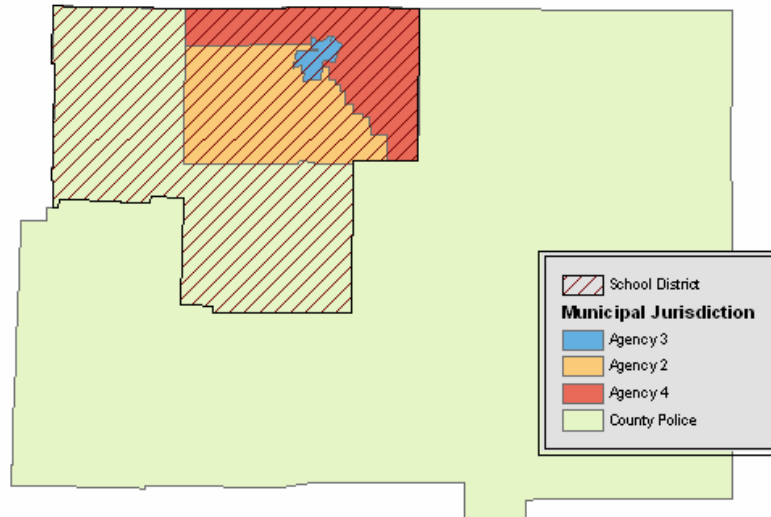 School District
Municipal Jurisdiction
Agency 3
Agency 2
Agency 4
County Police